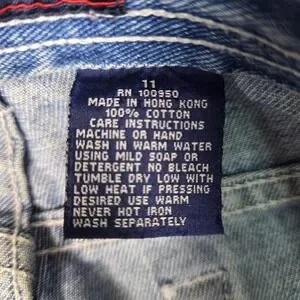 11
RN 100950
MADE IN HONG KONG
100% COTTON
CARE INSTRUCTIONS
MACHINE OR HAND
WASH IN WARM WATER
USING MILD SOAP OR
DETERGENT NO BLEACH
TUMBLE DRY LOW WITH
LOW HEAT IF PRESSING
DESIRED USE WARM
NEVER HOT IRON
WASH SEPARATELY